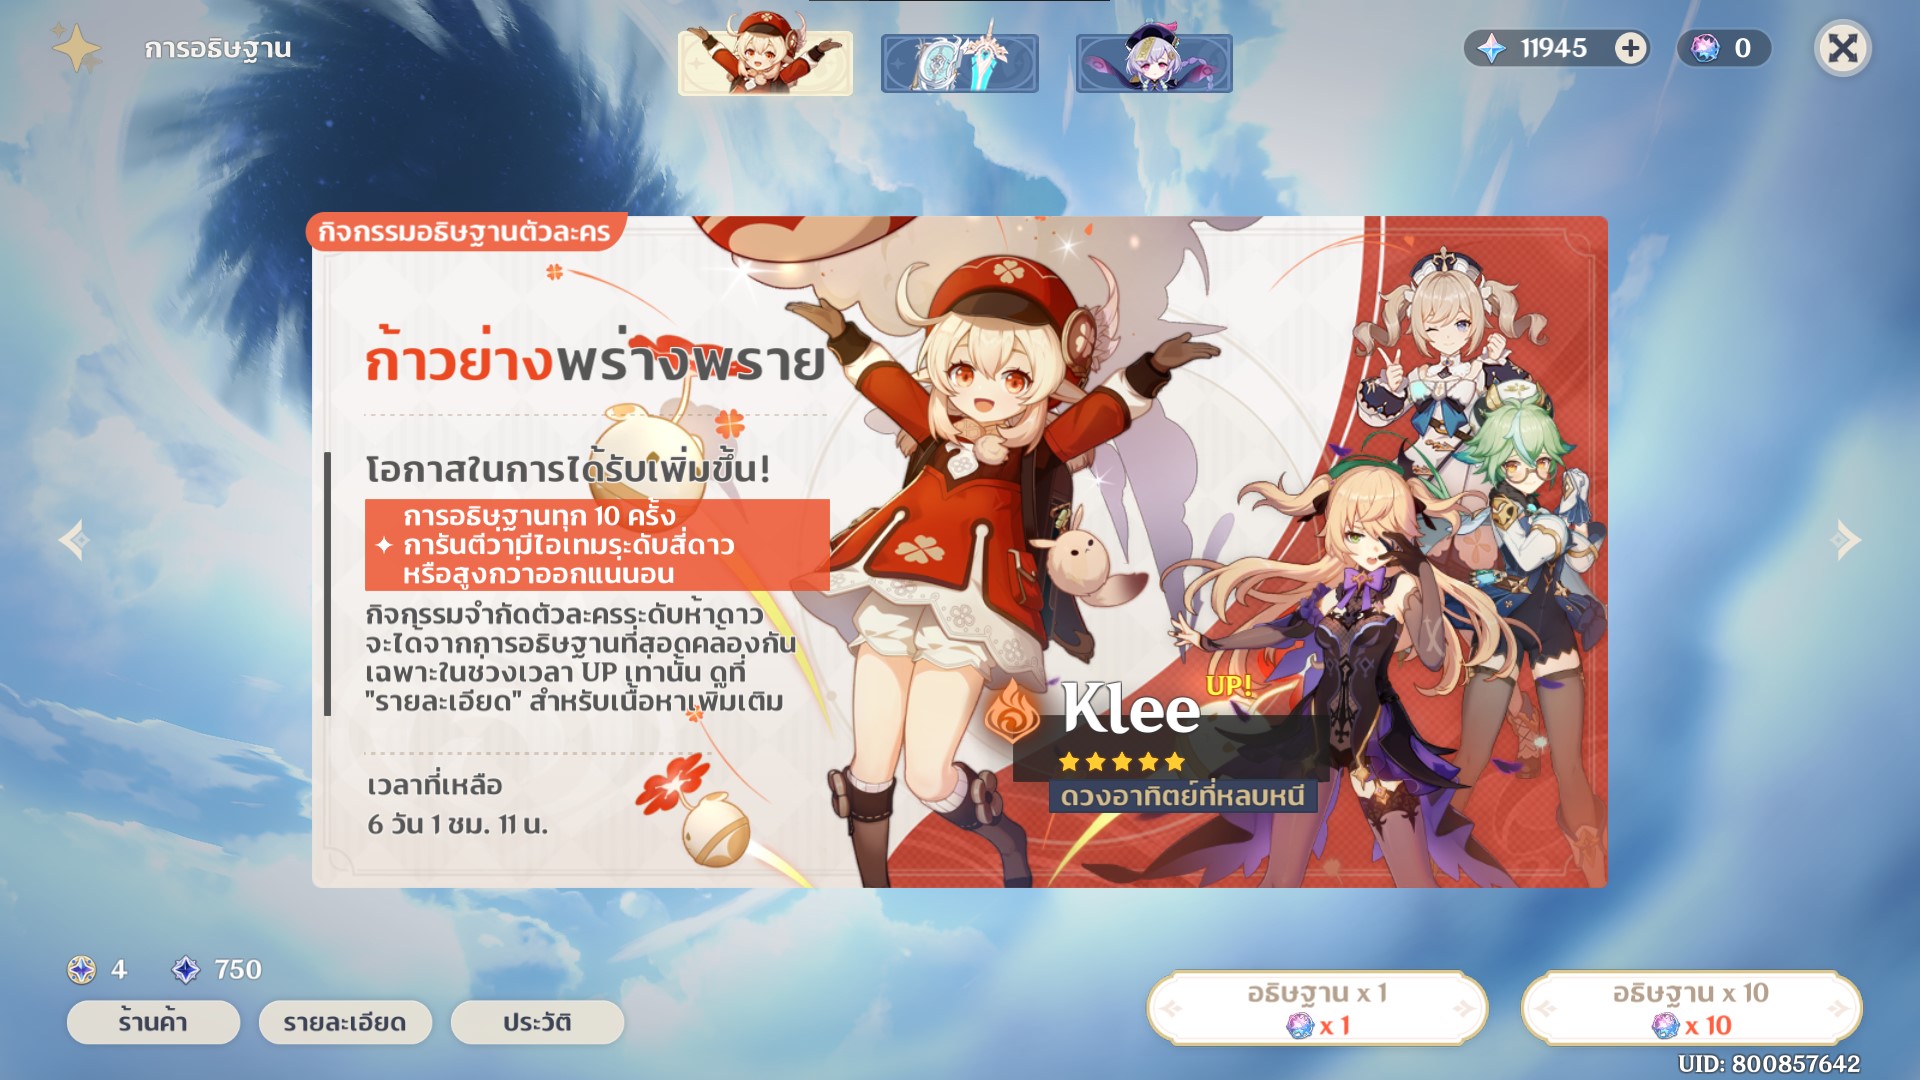 การอธิษฐาน
11945
0
กิจกรรมอธิษฐานตัวละคร
ก้าวย่างพร่างพราย
โอกาสในการได้รับเพิ่มขึ้น!
การอธิษฐานทุก 10 ครั้ง
การันตีว่ามีไอเทมระดับสี่ดาว
หรือสูงกว่าออกแน่นอน
กิจกรรมจำกัดตัวละครระดับห้าดาว
จะได้จากการอธิษฐานที่สอดคล้องกัน
เฉพาะในช่วงเวลา UP เท่านั้น ดูที่
"รายละเอียด" สำหรับเนื้อหาเพิ่มเติม
เวลาที่เหลือ
6 วัน 1 ชม. 11 น.
Klee
UP!
ดวงอาทิตย์ที่หลบหนี
4
750
ร้านค้า
รายละเอียด
ประวัติ
อธิษฐาน x 1
x 1
อธิษฐาน x 10
x 10
UID: 800857642